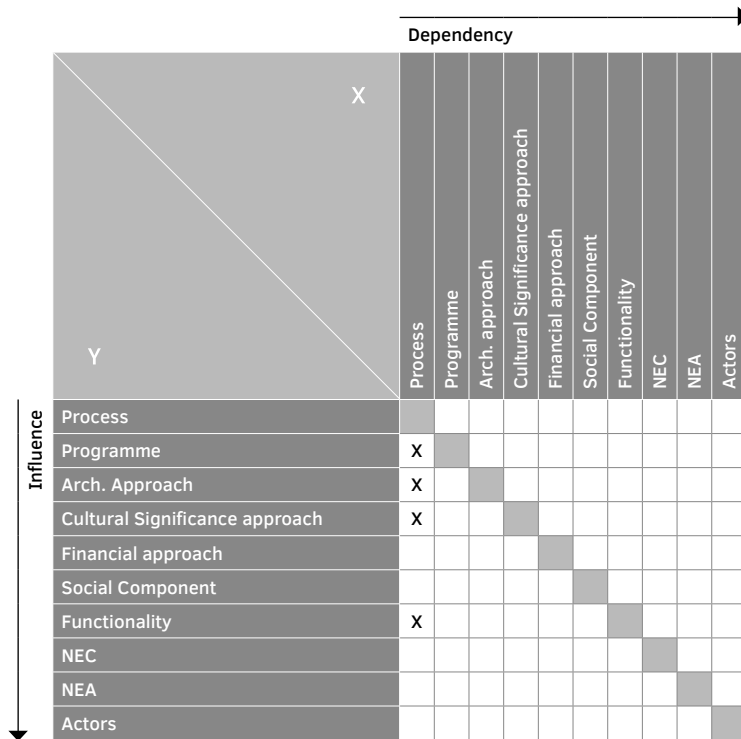 Dependency
X
Y
Process
Programme
Arch. approach
Cultural Significance approach
Financial approach
Social Component
Functionality
NEC
NEA
Actors
Influence
Process
Programme X
Arch. Approach X
Cultural Significance approach X
Financial approach
Social Component
Functionality X
NEC
NEA
Actors